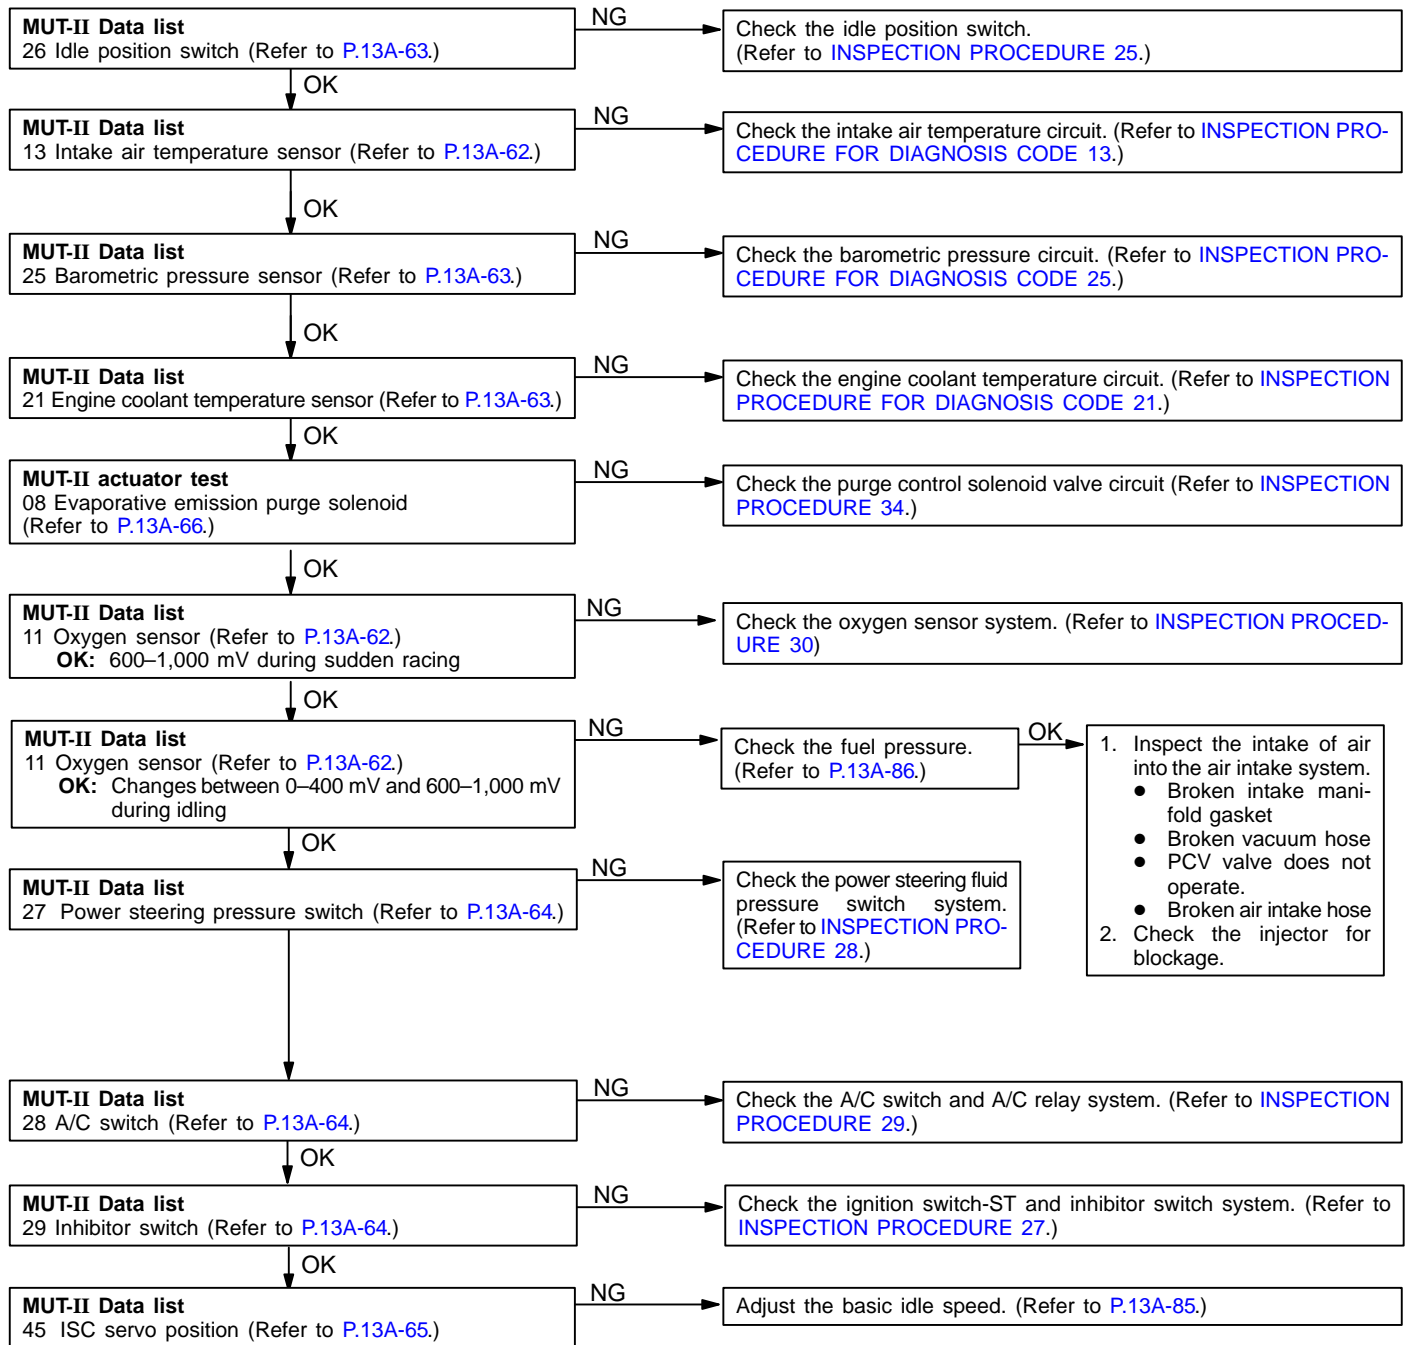 MUT-II Data list
26 Idle position switch (Refer to P.13A-63.)
NG
Check the idle position switch.
(Refer to INSPECTION PROCEDURE 25.)
OK
MUT-II Data list
13 Intake air temperature sensor (Refer to P.13A-62.)
NG
Check the intake air temperature circuit. (Refer to INSPECTION PRO-
CEDURE FOR DIAGNOSIS CODE 13.)
OK
MUT-II Data list
25 Barometric pressure sensor (Refer to P.13A-63.)
NG
Check the barometric pressure circuit. (Refer to INSPECTION PRO-
CEDURE FOR DIAGNOSIS CODE 25.)
OK
MUT-II Data list
21 Engine coolant temperature sensor (Refer to P.13A-63.)
NG
Check the engine coolant temperature circuit. (Refer to INSPECTION
PROCEDURE FOR DIAGNOSIS CODE 21.)
OK
MUT-II actuator test
08 Evaporative emission purge solenoid
(Refer to P.13A-66.)
NG
Check the purge control solenoid valve circuit (Refer to INSPECTION
PROCEDURE 34.)
OK
MUT-II Data list
11 Oxygen sensor (Refer to P.13A-62.)
OK: 600–1,000 mV during sudden racing
NG
Check the oxygen sensor system. (Refer to INSPECTION PROCED-
URE 30)
OK
MUT-II Data list
11 Oxygen sensor (Refer to P.13A-62.)
OK: Changes between 0–400 mV and 600–1,000 mV
during idling
NG
Check the fuel pressure.
(Refer to P.13A-86.)
OK
1. Inspect the intake of air
into the air intake system.
● Broken intake mani-
fold gasket
● Broken vacuum hose
● PCV valve does not
operate.
● Broken air intake hose
2. Check the injector for
blockage.
OK
MUT-II Data list
27 Power steering pressure switch (Refer to P.13A-64.)
NG
Check the power steering fluid
pressure switch system.
(Refer to INSPECTION PRO-
CEDURE 28.)
MUT-II Data list
28 A/C switch (Refer to P.13A-64.)
NG
Check the A/C switch and A/C relay system. (Refer to INSPECTION
PROCEDURE 29.)
OK
MUT-II Data list
29 Inhibitor switch (Refer to P.13A-64.)
NG
Check the ignition switch-ST and inhibitor switch system. (Refer to
INSPECTION PROCEDURE 27.)
OK
MUT-II Data list
45 ISC servo position (Refer to P.13A-65.)
NG
Adjust the basic idle speed. (Refer to P.13A-85.)